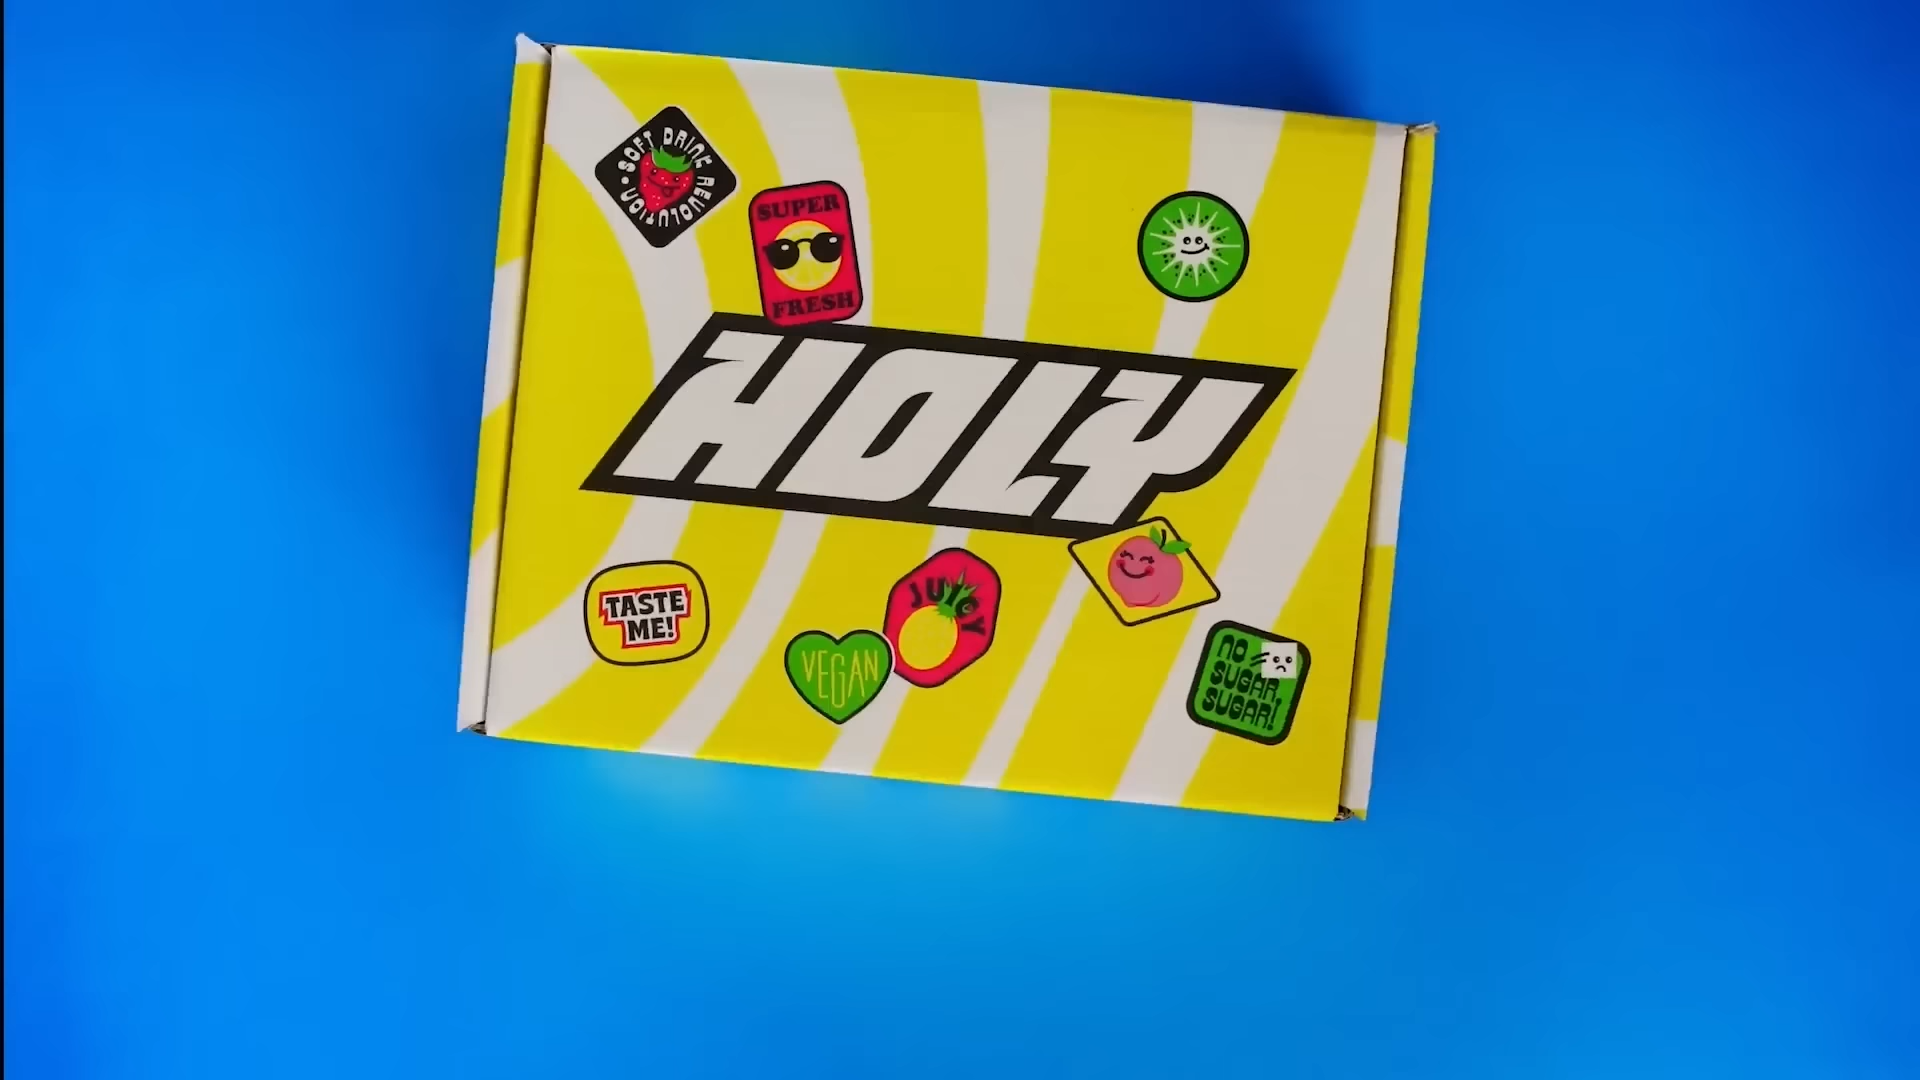 SOFT DRINK REVOLUTION
SUPER
FRESH
HOLY
TASTE
ME!
JUICY
VEGAN
NO
SUGAR,
SUGAR!